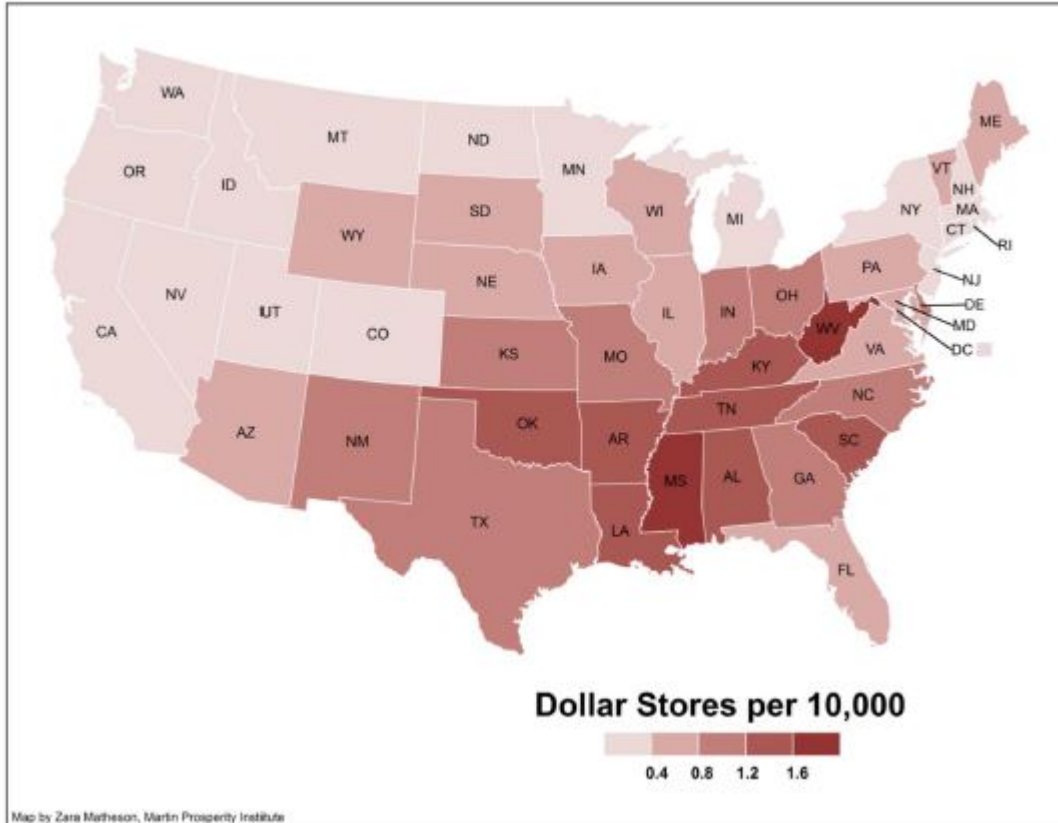 WA
MT
ND
MN
ME
OR
ID
SD
WI
MI
VT
NH
NY
MA
CT
RI
WY
IA
PA
NJ
NE
NV
IUT
CO
IL
IN
OH
DE
MD
WV
DC
CA
KS
MO
KY
VA
AZ
NM
OK
AR
TN
NC
SC
MS
AL
GA
TX
LA
FL
Dollar Stores per 10,000
0.4 0.8 1.2 1.6
Map by Zara Matheson, Martin Prosperity Institute